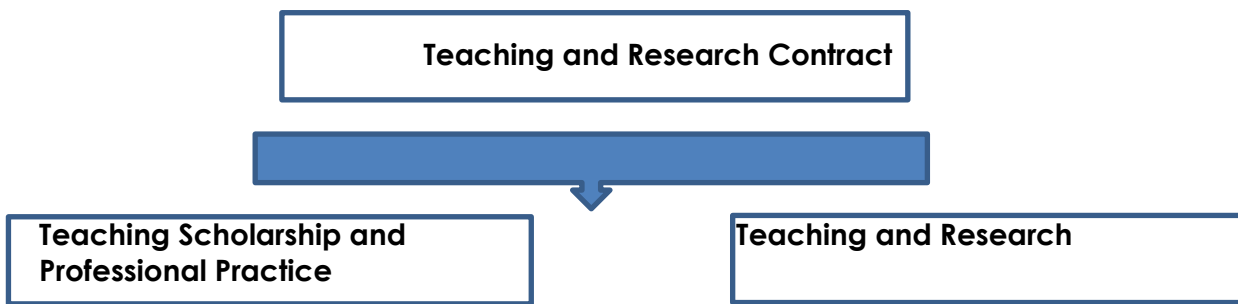 Teaching and Research Contract
Teaching Scholarship and
Professional Practice
Teaching and Research